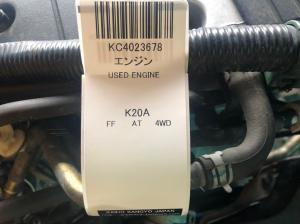 KC4023678
エンジン
USED ENGINE
K20A
FF AT 4WD